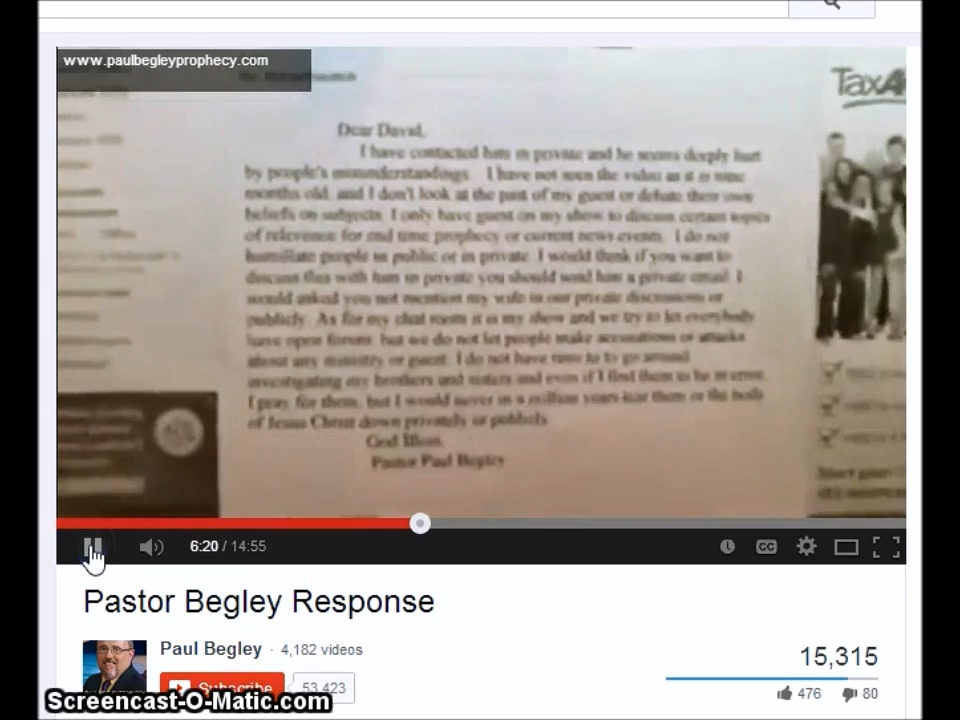 www.paulbegleyprophecy.com
TaxA
Dear David,
I have contacted him in private and he seems deeply hurt
by people's misunderstandings. I have not seen the video as it is nine
months old, and I don't look at the past of my guest or debate their own
beliefs on subjects. I only have guest on my show to discuss certain topics
of relevence for end time prophecy or current news events. I do not
humiliate people in public or in private. I would think if you want to
discuss this with him in private you should send him a private email. I
would asked you not mention my wife in our private discussions or
publicly. As for my chat room it is my show and we try to let everybody
have open forum, but we do not let people make accusations or attacks
about any ministry or guest. I do not have time to to go around
investigating my brothers and sisters and even if I find them to be in error,
I pray for them, but I would never in a million years tear them or the body
of Jesus Christ down privately or publicly
God Bless,
Pastor Paul Begley
6:20 / 14:55
CC
Pastor Begley Response
Paul Begley · 4,182 videos
15,315
Subscribe 53,423
476 80
Screencast-O-Matic.com